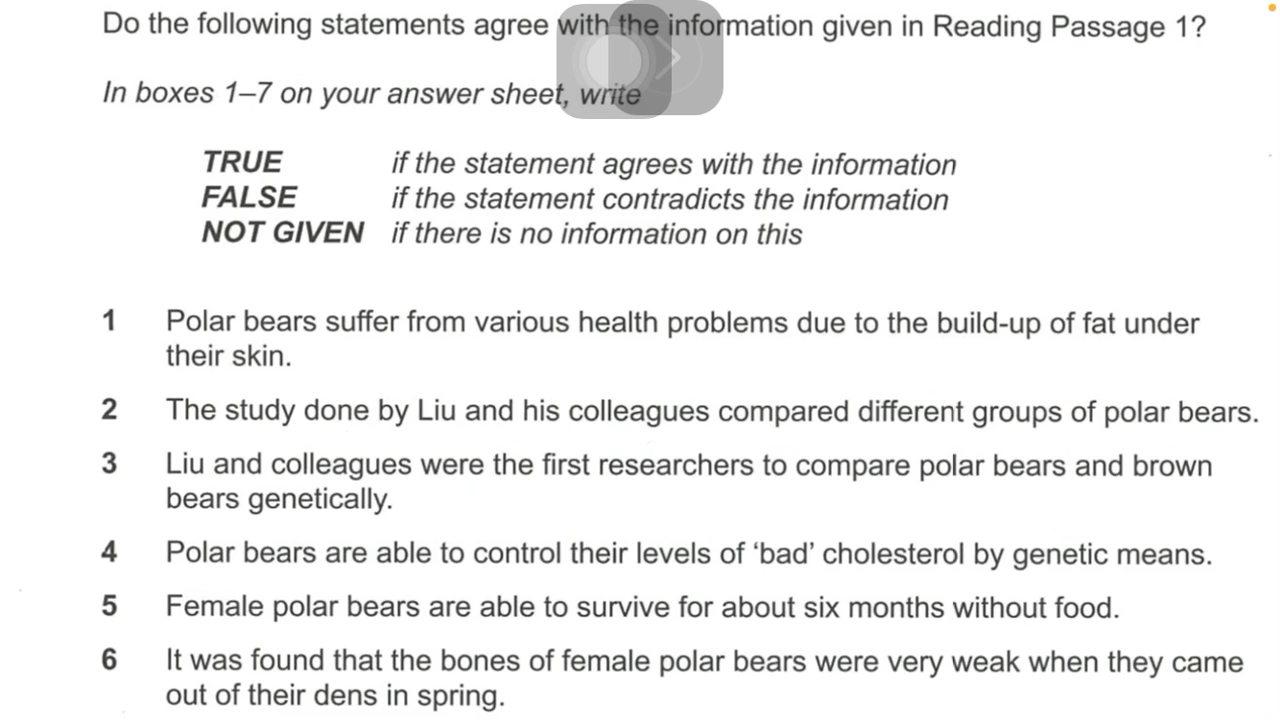 Do the following statements agree with the information given in Reading Passage 1?
In boxes 1–7 on your answer sheet, write
TRUE if the statement agrees with the information
FALSE if the statement contradicts the information
NOT GIVEN if there is no information on this
1 Polar bears suffer from various health problems due to the build-up of fat under
their skin.
2 The study done by Liu and his colleagues compared different groups of polar bears.
3 Liu and colleagues were the first researchers to compare polar bears and brown
bears genetically.
4 Polar bears are able to control their levels of ‘bad’ cholesterol by genetic means.
5 Female polar bears are able to survive for about six months without food.
6 It was found that the bones of female polar bears were very weak when they came
out of their dens in spring.